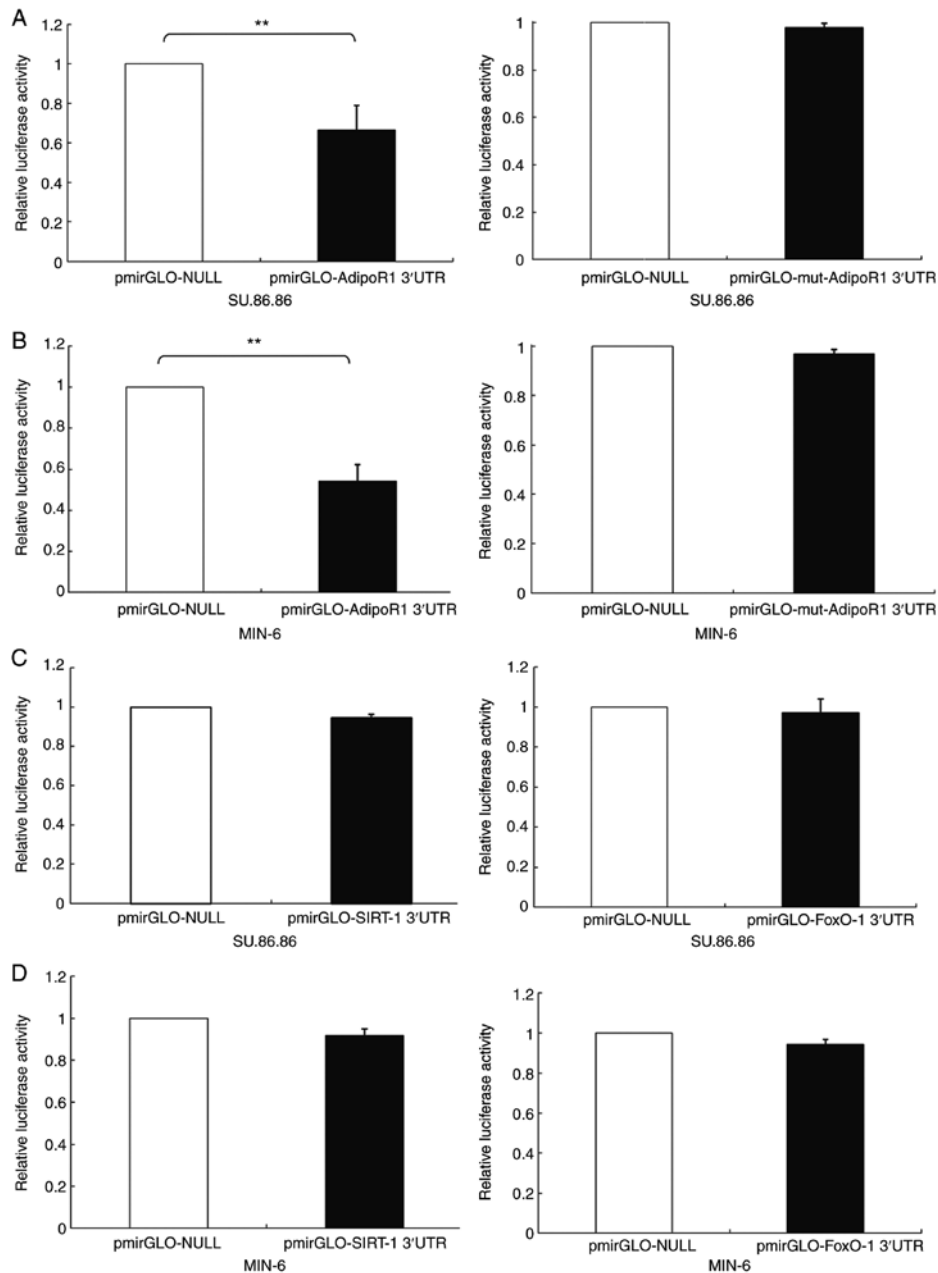 A
Relative luciferase activity
1.2
1
0.8
0.6
0.4
0.2
0
**
pmirGLO-NULL
pmirGLO-AdipoR1 3′UTR
SU.86.86
Relative luciferase activity
1
0.8
0.6
0.4
0.2
0
pmirGLO-NULL
pmirGLO-mut-AdipoR1 3′UTR
SU.86.86
B
Relative luciferase activity
1.2
1
0.8
0.6
0.4
0.2
0
**
pmirGLO-NULL
pmirGLO-AdipoR1 3′UTR
MIN-6
Relative luciferase activity
1
0.8
0.6
0.4
0.2
0
pmirGLO-NULL
pmirGLO-mut-AdipoR1 3′UTR
MIN-6
C
Relative luciferase activity
1.2
1
0.8
0.6
0.4
0.2
0
pmirGLO-NULL
pmirGLO-SIRT-1 3′UTR
SU.86.86
Relative luciferase activity
1.2
1
0.8
0.6
0.4
0.2
0
pmirGLO-NULL
pmirGLO-FoxO-1 3′UTR
SU.86.86
D
Relative luciferase activity
1.2
1
0.8
0.6
0.4
0.2
0
pmirGLO-NULL
pmirGLO-SIRT-1 3′UTR
MIN-6
Relative luciferase activity
1.2
1
0.8
0.6
0.4
0.2
0
pmirGLO-NULL
pmirGLO-FoxO-1 3′UTR
MIN-6